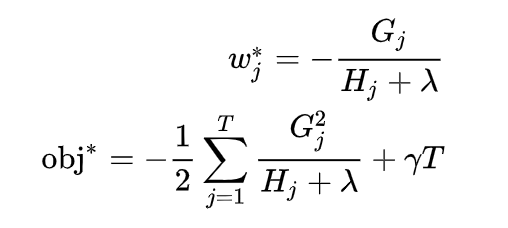 w_j^* = -\frac{G_j}{H_j + \lambda}
\text{obj}^* = -\frac{1}{2} \sum_{j=1}^{T} \frac{G_j^2}{H_j + \lambda} + \gamma T